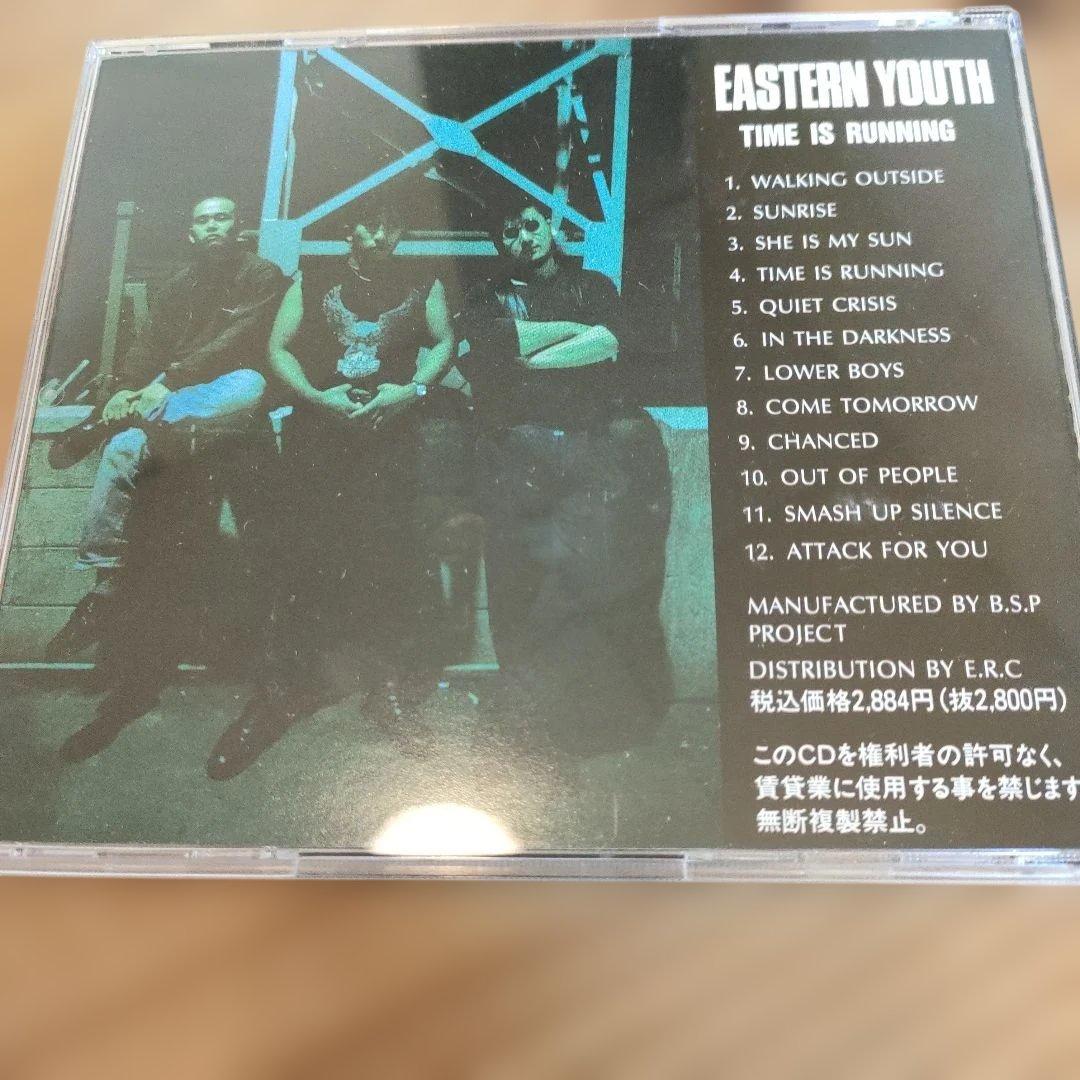 EASTERN YOUTH
TIME IS RUNNING
1. WALKING OUTSIDE
2. SUNRISE
3. SHE IS MY SUN
4. TIME IS RUNNING
5. QUIET CRISIS
6. IN THE DARKNESS
7. LOWER BOYS
8. COME TOMORROW
9. CHANCED
10. OUT OF PEOPLE
11. SMASH UP SILENCE
12. ATTACK FOR YOU
MANUFACTURED BY B.S.P
PROJECT
DISTRIBUTION BY E.R.C
税込価格2,884円(抜2,800円)
このCDを権利者の許可なく、
賃貸業に使用する事を禁じます
無断複製禁止。